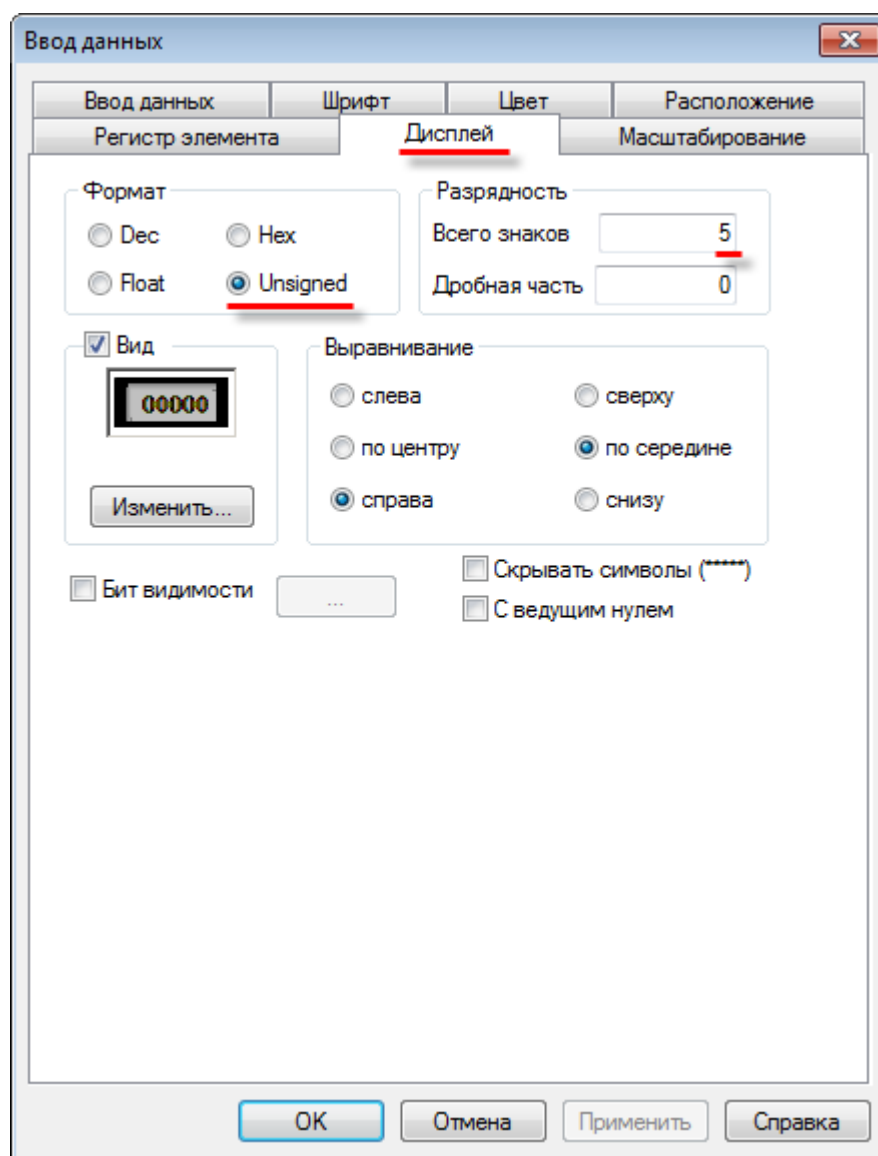 Ввод данных
Ввод данных Шрифт Цвет Расположение
Регистр элемента Дисплей Масштабирование
Формат
Dec Hex
Float Unsigned
Разрядность
Всего знаков 5
Дробная часть 0
Вид
00000
Изменить...
Выравнивание
слева сверху
по центру по середине
справа снизу
Бит видимости ...
Скрывать символы (*****)
С ведущим нулем
OK Отмена Применить Справка